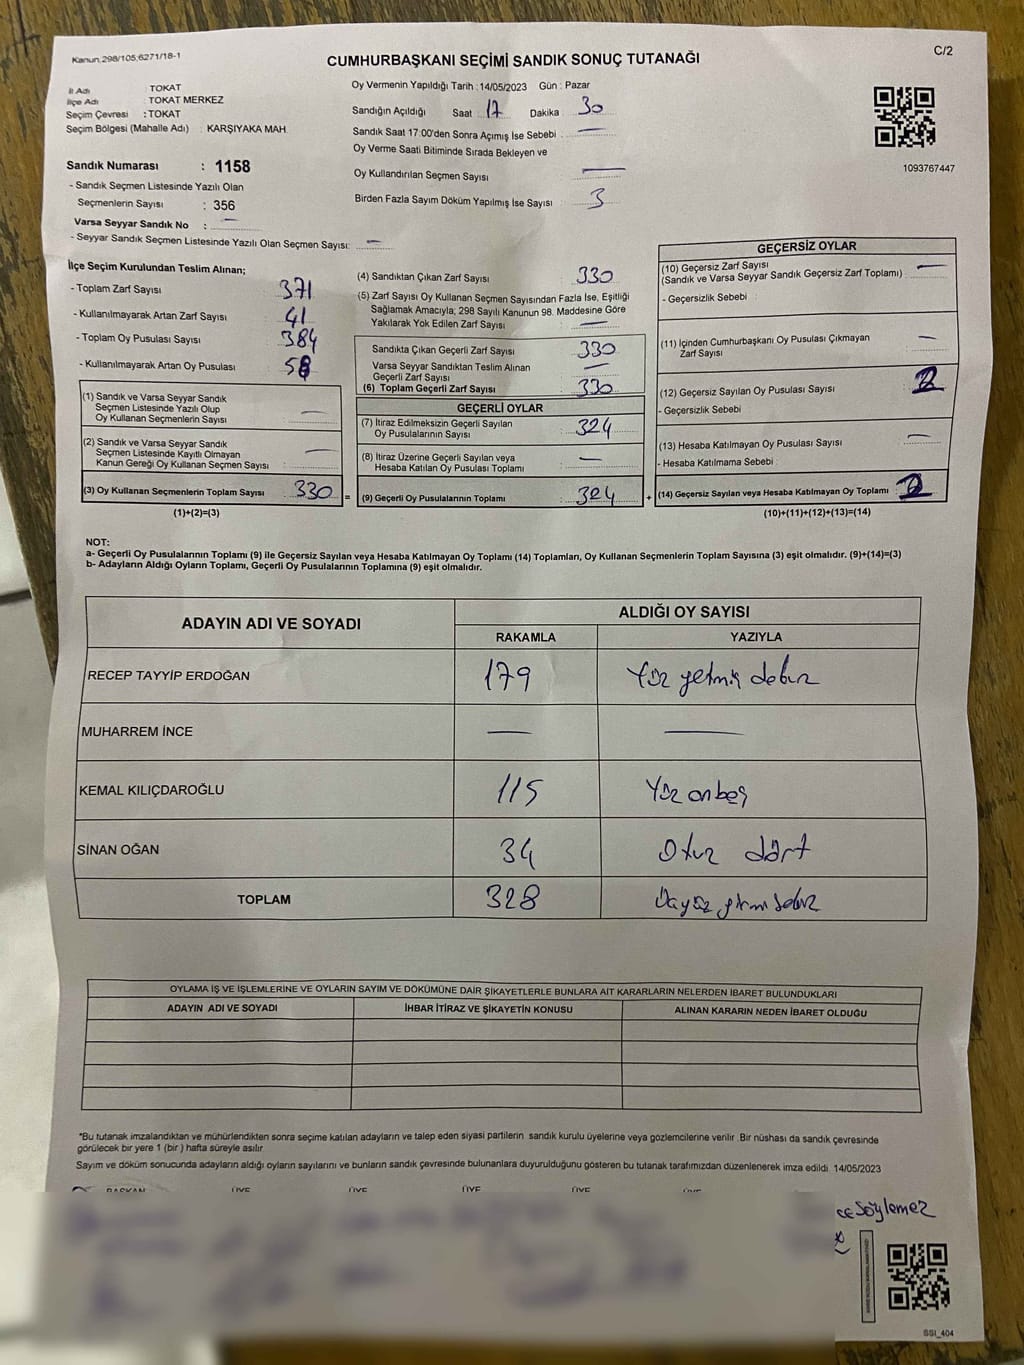 Kanun, 298/105;6271/18-1
C/2
CUMHURBAŞKANI SEÇİMİ SANDIK SONUÇ TUTANAĞI
İl Adı : TOKAT
İlçe Adı : TOKAT MERKEZ
Seçim Çevresi : TOKAT
Seçim Bölgesi (Mahalle Adı) : KARŞIYAKA MAH.
Sandık Numarası : 1158
- Sandık Seçmen Listesinde Yazılı Olan
Seçmenlerin Sayısı : 356
Varsa Seyyar Sandık No : —
- Seyyar Sandık Seçmen Listesinde Yazılı Olan Seçmen Sayısı: —
Oy Vermenin Yapıldığı Tarih : 14/05/2023 Gün : Pazar
Sandığın Açıldığı Saat 17 Dakika 30
Sandık Saat 17:00'den Sonra Açımış İse Sebebi : —
Oy Verme Saati Bitiminde Sırada Bekleyen ve
Oy Kullandırılan Seçmen Sayısı : —
Birden Fazla Sayım Döküm Yapılmış İse Sayısı : 3
1093767447
İlçe Seçim Kurulundan Teslim Alınan;
- Toplam Zarf Sayısı : 371
- Kullanılmayarak Artan Zarf Sayısı : 41
- Toplam Oy Pusulası Sayısı : 384
- Kullanılmayarak Artan Oy Pusulası :
(1) Sandık ve Varsa Seyyar Sandık
Seçmen Listesinde Yazılı Olup
Oy Kullanan Seçmenlerin Sayısı : —
(2) Sandık ve Varsa Seyyar Sandık
Seçmen Listesinde Kayıtlı Olmayan
Kanun Gereği Oy Kullanan Seçmen Sayısı : —
(3) Oy Kullanan Seçmenlerin Toplam Sayısı : 330 =
(1)+(2)=(3)
(4) Sandıktan Çıkan Zarf Sayısı : 330
(5) Zarf Sayısı Oy Kullanan Seçmen Sayısından Fazla İse, Eşitliği
Sağlamak Amacıyla; 298 Sayılı Kanunun 98. Maddesine Göre
Yakılarak Yok Edilen Zarf Sayısı : —
Sandıkta Çıkan Geçerli Zarf Sayısı : 330
Varsa Seyyar Sandıktan Teslim Alınan
Geçerli Zarf Sayısı : —
(6) Toplam Geçerli Zarf Sayısı : 330
GEÇERLİ OYLAR
(7) İtiraz Edilmeksizin Geçerli Sayılan
Oy Pusulalarının Sayısı : 324
(8) İtiraz Üzerine Geçerli Sayılan veya
Hesaba Katılan Oy Pusulası Toplamı : —
(9) Geçerli Oy Pusulalarının Toplamı : 324 +
GEÇERSİZ OYLAR
(10) Geçersiz Zarf Sayısı
(Sandık ve Varsa Seyyar Sandık Geçersiz Zarf Toplamı) : —
- Geçersizlik Sebebi :
(11) İçinden Cumhurbaşkanı Oy Pusulası Çıkmayan
Zarf Sayısı : —
(12) Geçersiz Sayılan Oy Pusulası Sayısı : 2
- Geçersizlik Sebebi :
(13) Hesaba Katılmayan Oy Pusulası Sayısı : —
- Hesaba Katılmama Sebebi :
(14) Geçersiz Sayılan veya Hesaba Katılmayan Oy Toplamı : 2
(10)+(11)+(12)+(13)=(14)
NOT:
a- Geçerli Oy Pusulalarının Toplamı (9) ile Geçersiz Sayılan veya Hesaba Katılmayan Oy Toplamı (14) Toplamları, Oy Kullanan Seçmenlerin Toplam Sayısına (3) eşit olmalıdır. (9)+(14)=(3)
b- Adayların Aldığı Oyların Toplamı, Geçerli Oy Pusulalarının Toplamına (9) eşit olmalıdır.
ADAYIN ADI VE SOYADI
ALDIĞI OY SAYISI
RAKAMLA YAZIYLA
RECEP TAYYİP ERDOĞAN 179 Yüz yetmiş dokuz
MUHARREM İNCE — —
KEMAL KILIÇDAROĞLU 115 Yüz onbeş
SİNAN OĞAN 34 Otuz dört
TOPLAM 328 Üçyüz yirmi sekiz
OYLAMA İŞ VE İŞLEMLERİNE VE OYLARIN SAYIM VE DÖKÜMÜNE DAİR ŞİKAYETLERLE BUNLARA AİT KARARLARIN NELERDEN İBARET BULUNDUKLARI
ADAYIN ADI VE SOYADI İHBAR İTİRAZ VE ŞİKAYETİN KONUSU ALINAN KARARIN NEDEN İBARET OLDUĞU
*Bu tutanak imzalandıktan ve mühürlendikten sonra seçime katılan adayların ve talep eden siyasi partilerin sandık kurulu üyelerine veya gözlemcilerine verilir. Bir nüshası da sandık çevresinde
görülecek bir yere 1 (bir) hafta süreyle asılır.
Sayım ve döküm sonucunda adayların aldığı oyların sayılarını ve bunların sandık çevresinde bulunanlara duyurulduğunu gösteren bu tutanak tarafımızdan düzenlenerek imza edildi. 14/05/2023
BAŞKAN ÜYE ÜYE ÜYE ÜYE
ce Söylemez
SSI_404